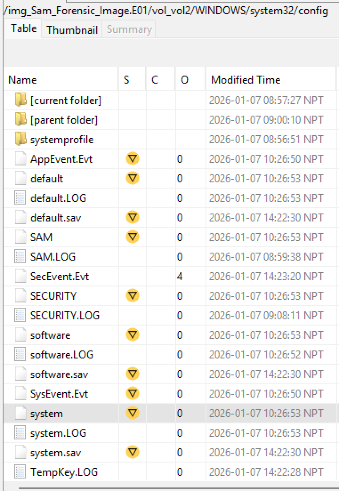 /img_Sam_Forensic_Image.E01/vol_vol2/WINDOWS/system32/config
Table Thumbnail Summary
Name S C O Modified Time
[current folder] 2026-01-07 08:57:27 NPT
[parent folder] 2026-01-07 09:00:10 NPT
systemprofile 2026-01-07 08:56:51 NPT
AppEvent.Evt 0 2026-01-07 10:26:50 NPT
default 0 2026-01-07 10:26:53 NPT
default.LOG 0 2026-01-07 10:26:53 NPT
default.sav 0 2026-01-07 14:22:30 NPT
SAM 0 2026-01-07 10:26:53 NPT
SAM.LOG 0 2026-01-07 08:59:38 NPT
SecEvent.Evt 4 2026-01-07 14:23:20 NPT
SECURITY 0 2026-01-07 10:26:53 NPT
SECURITY.LOG 0 2026-01-07 09:08:11 NPT
software 0 2026-01-07 10:26:53 NPT
software.LOG 0 2026-01-07 10:26:52 NPT
software.sav 0 2026-01-07 14:22:30 NPT
SysEvent.Evt 0 2026-01-07 10:26:50 NPT
system 0 2026-01-07 10:26:53 NPT
system.LOG 0 2026-01-07 10:26:53 NPT
system.sav 0 2026-01-07 14:22:30 NPT
TempKey.LOG 0 2026-01-07 14:22:28 NPT